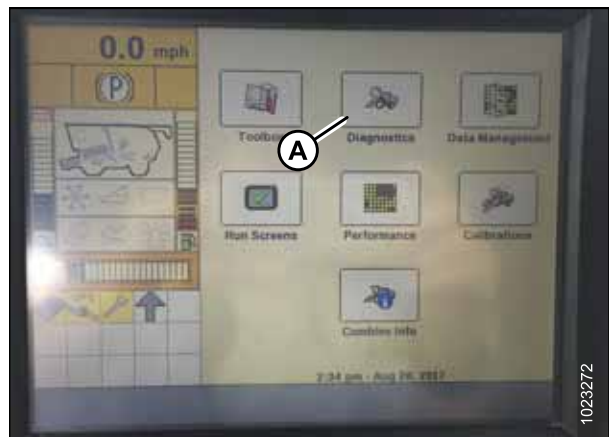 0.0 mph
(P)
Toolbox Diagnostics Data Management
A
Run Screens Performance Calibrations
Combine Info
2:34 pm - Aug 24, 2017
1023272